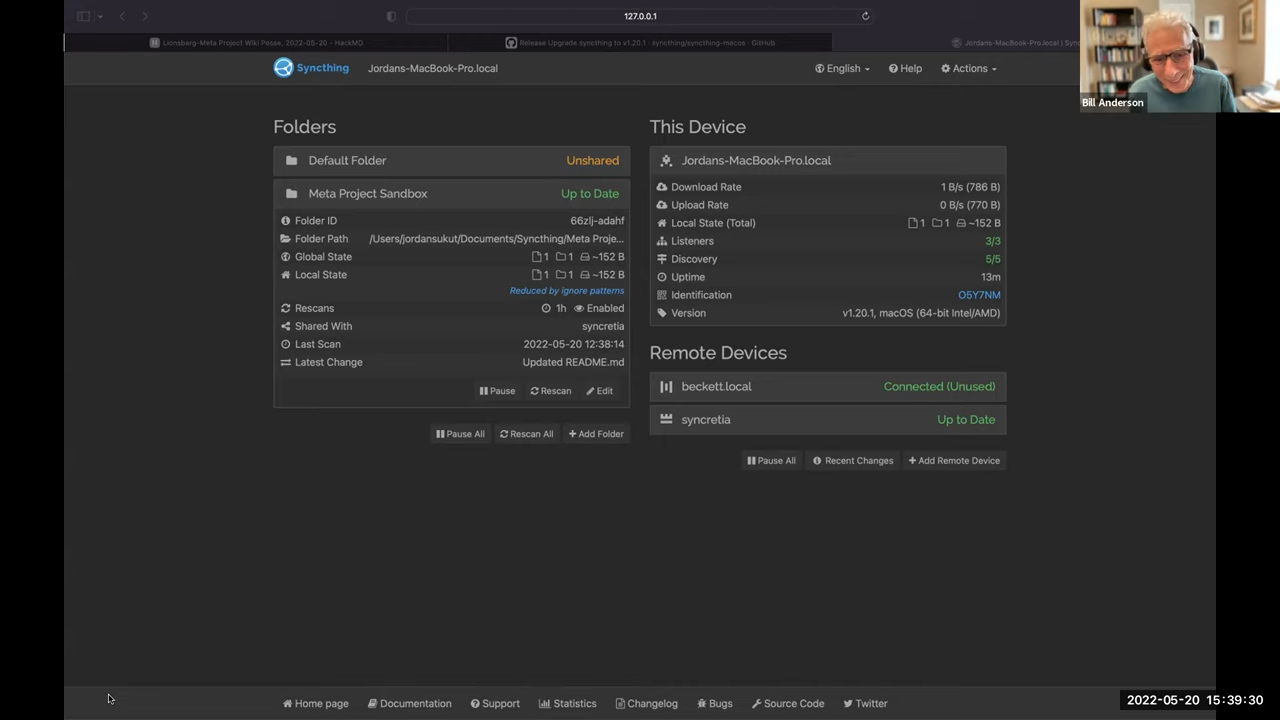 127.0.0.1
Lionsberg-Meta Project Wiki Posse, 2022-05-20 - HackMD
Release Upgrade syncthing to v1.20.1 · syncthing/syncthing-macos · GitHub
Jordans-MacBook-Pro.local | Sync
Bill Anderson
Syncthing
Jordans-MacBook-Pro.local
English
Help
Actions
Folders
Default Folder Unshared
Meta Project Sandbox Up to Date
Folder ID 66zlj-adahf
Folder Path /Users/jordansukut/Documents/Syncthing/Meta Proje...
Global State 1 1 ~152 B
Local State 1 1 ~152 B
Reduced by ignore patterns
Rescans 1h Enabled
Shared With syncretia
Last Scan 2022-05-20 12:38:14
Latest Change Updated README.md
Pause Rescan Edit
Pause All Rescan All Add Folder
This Device
Jordans-MacBook-Pro.local
Download Rate 1 B/s (786 B)
Upload Rate 0 B/s (770 B)
Local State (Total) 1 1 ~152 B
Listeners 3/3
Discovery 5/5
Uptime 13m
Identification O5Y7NM
Version v1.20.1, macOS (64-bit Intel/AMD)
Remote Devices
beckett.local Connected (Unused)
syncretia Up to Date
Pause All Recent Changes Add Remote Device
Home page Documentation Support Statistics Changelog Bugs Source Code Twitter
2022-05-20 15:39:30